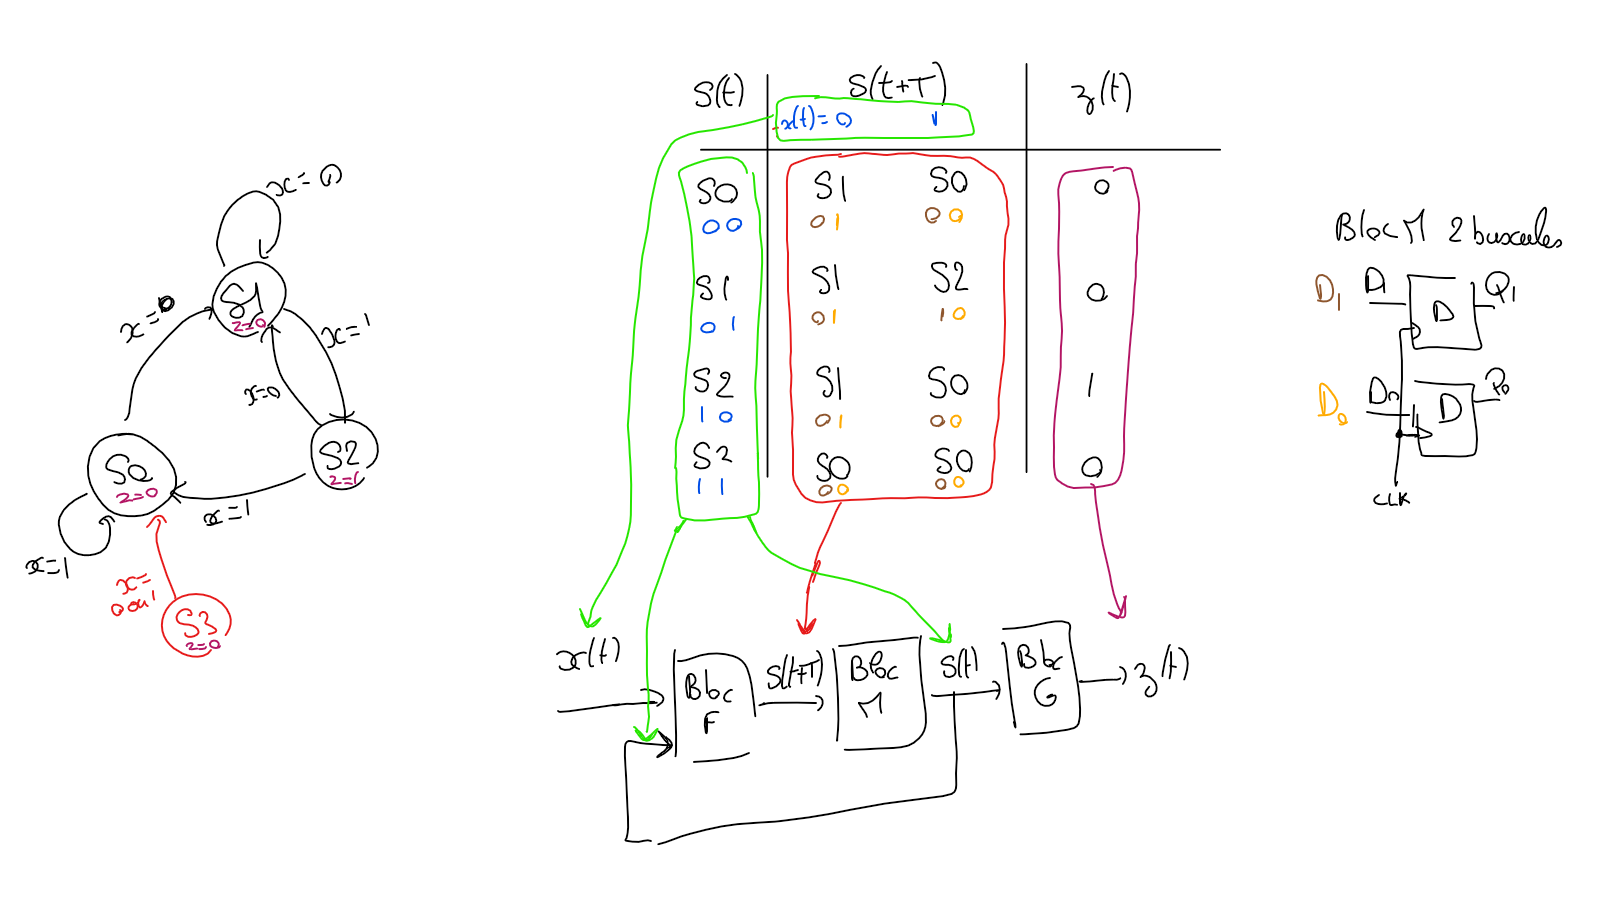 S(t) S(t+T) z(t)
x(t)= 0 1
S0 S1 S0 0
00 01 00
S1 S1 S2 0
01 01 10
S2 S1 S0 1
10 01 00
S2 S0 S0 0
11 00 00
x=0
S1
z=0
x=0
x=1
x=0
S0
z=0
S2
z=1
x=1
x=1
x=
0 ou 1
S3
z=0
Bloc M 2 bascules
D1 D1 D Q1
D0 D0 D Q0
CLK
x(t) Bloc F S(t+T) Bloc M S(t) Bloc G z(t)